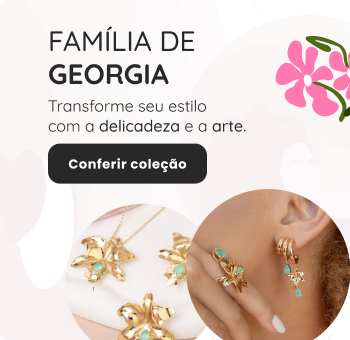 FAMÍLIA DE
GEORGIA
Transforme seu estilo
com a delicadeza e a arte.
Conferir coleção